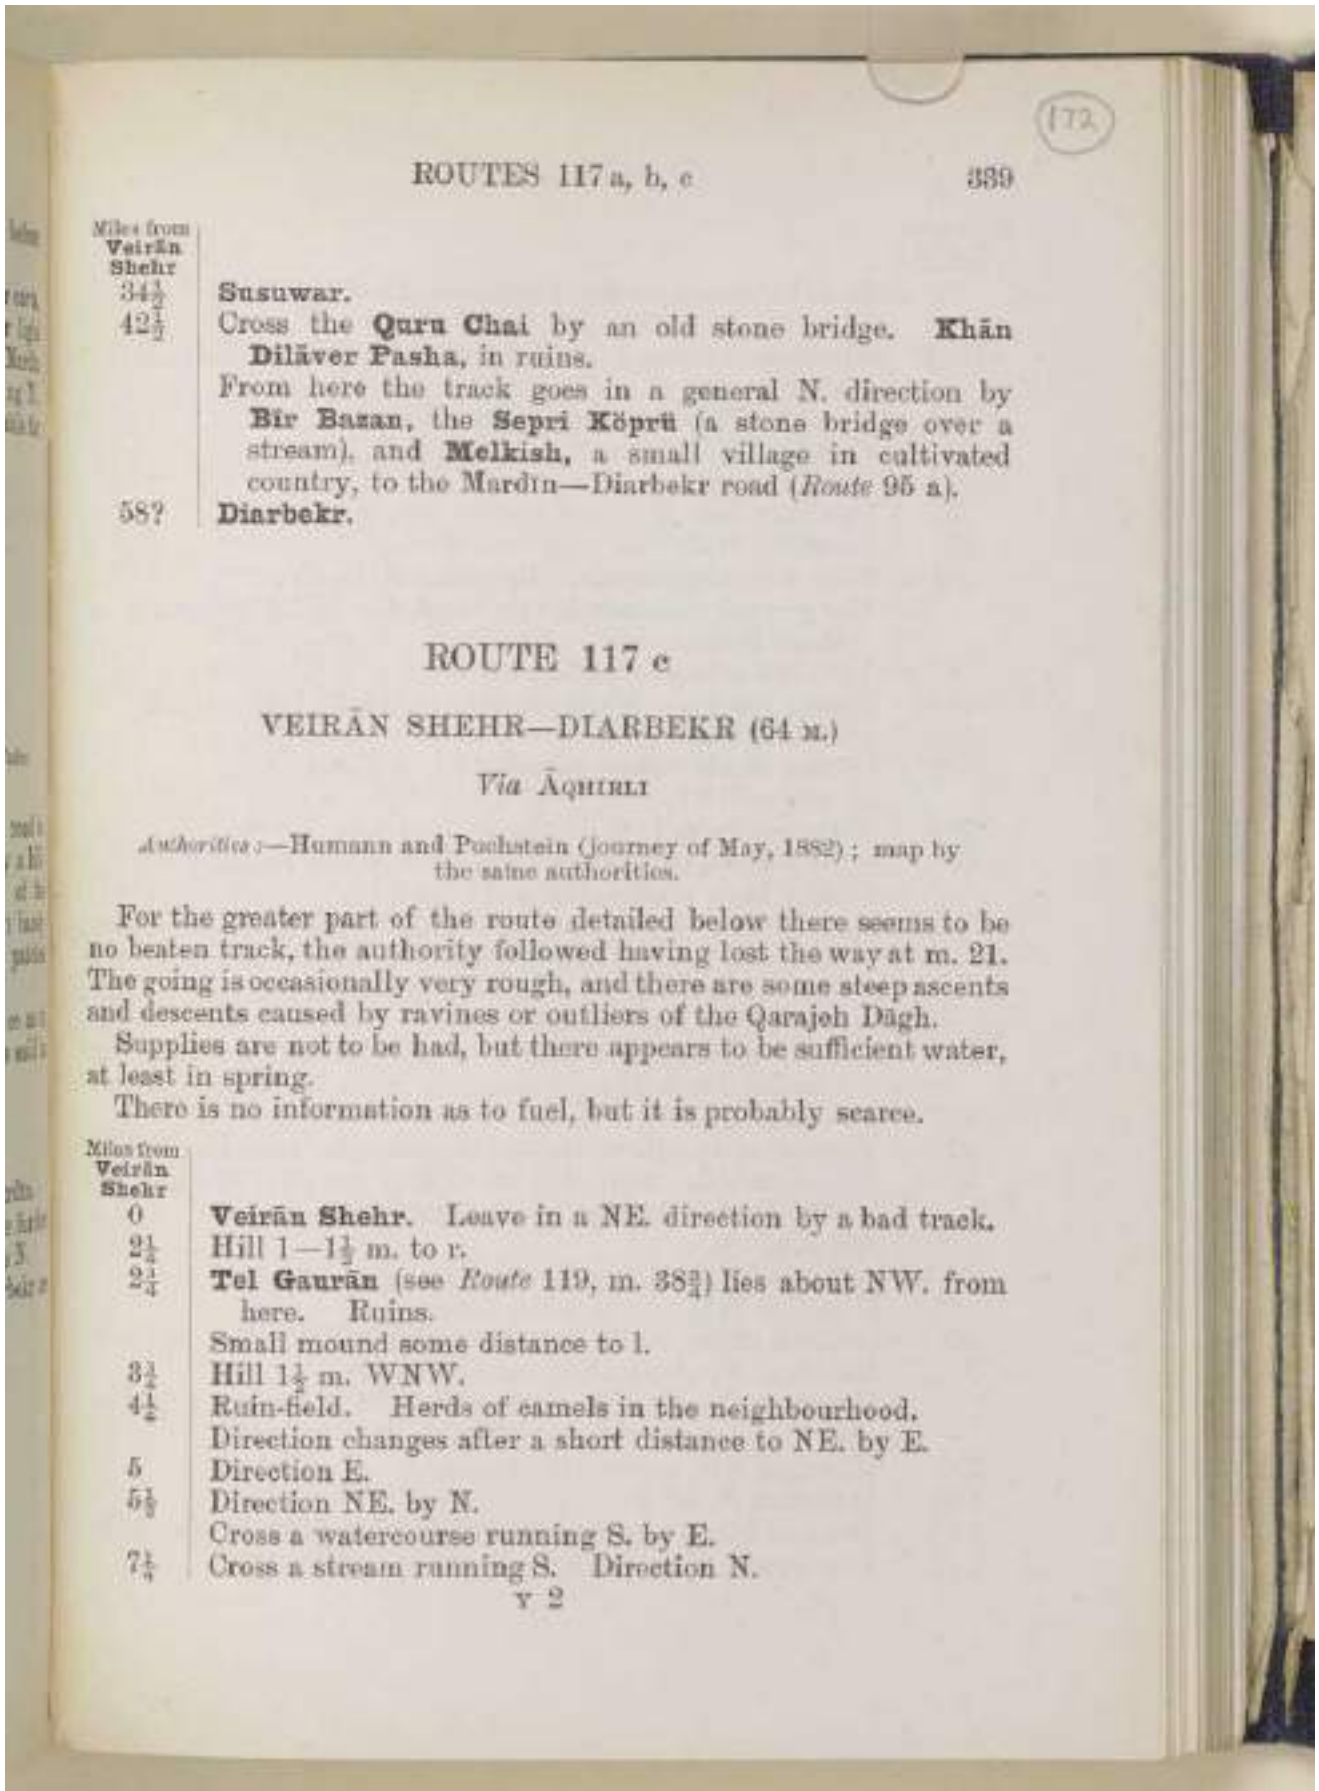 172
ROUTES 117 a, b, c 339
Miles from
Veirān
Shehr
34½ Susuwar.
42½ Cross the Quru Chai by an old stone bridge. Khān
Dilāver Pasha, in ruins.
From here the track goes in a general N. direction by
Bīr Bazan, the Sepri Köprü (a stone bridge over a
stream), and Melkish, a small village in cultivated
country, to the Mardīn—Diarbekr road (Route 95 a).
58? Diarbekr.
ROUTE 117 c
VEIRĀN SHEHR—DIARBEKR (64 M.)
Via ĀQHIRLI
Authorities:—Humann and Puchstein (journey of May, 1882); map by
the same authorities.
For the greater part of the route detailed below there seems to be
no beaten track, the authority followed having lost the way at m. 21.
The going is occasionally very rough, and there are some steep ascents
and descents caused by ravines or outliers of the Qarajeh Dāgh.
Supplies are not to be had, but there appears to be sufficient water,
at least in spring.
There is no information as to fuel, but it is probably scarce.
Miles from
Veirān
Shehr
0 Veirān Shehr. Leave in a NE. direction by a bad track.
2¼ Hill 1—1½ m. to r.
Tel Gaurān (see Route 119, m. 38¾) lies about NW. from
here. Ruins.
Small mound some distance to l.
Hill 1½ m. WNW.
Ruin-field. Herds of camels in the neighbourhood.
Direction changes after a short distance to NE. by E.
5 Direction E.
5½ Direction NE. by N.
Cross a watercourse running S. by E.
7¼ Cross a stream running S. Direction N.
Y 2